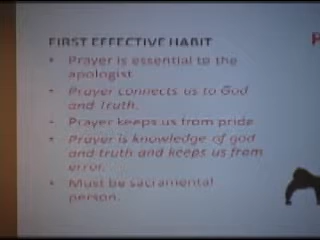 FIRST EFFECTIVE HABIT
• Prayer is essential to the
apologist
• Prayer connects us to God
and Truth.
• Prayer keeps us from pride
• Prayer is knowledge of god
and truth and keeps us from
error.
• Must be sacramental
person.